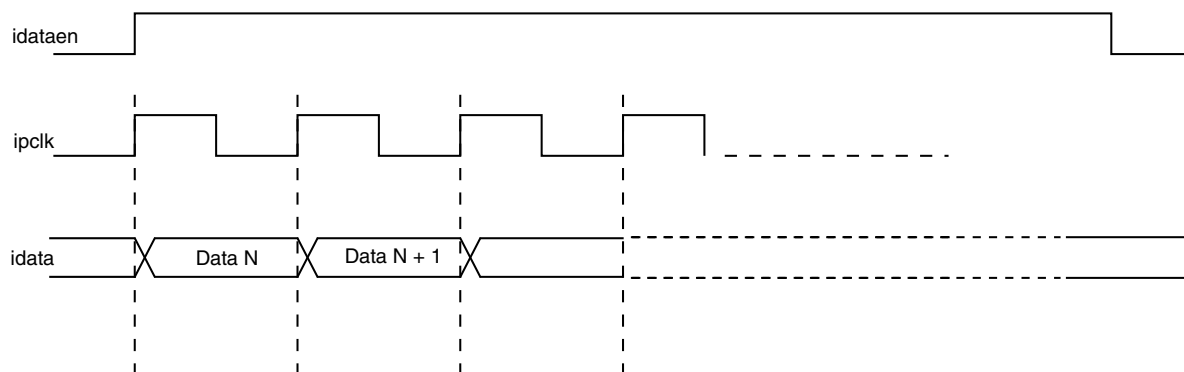 idataen
ipclk
idata
Data N
Data N + 1